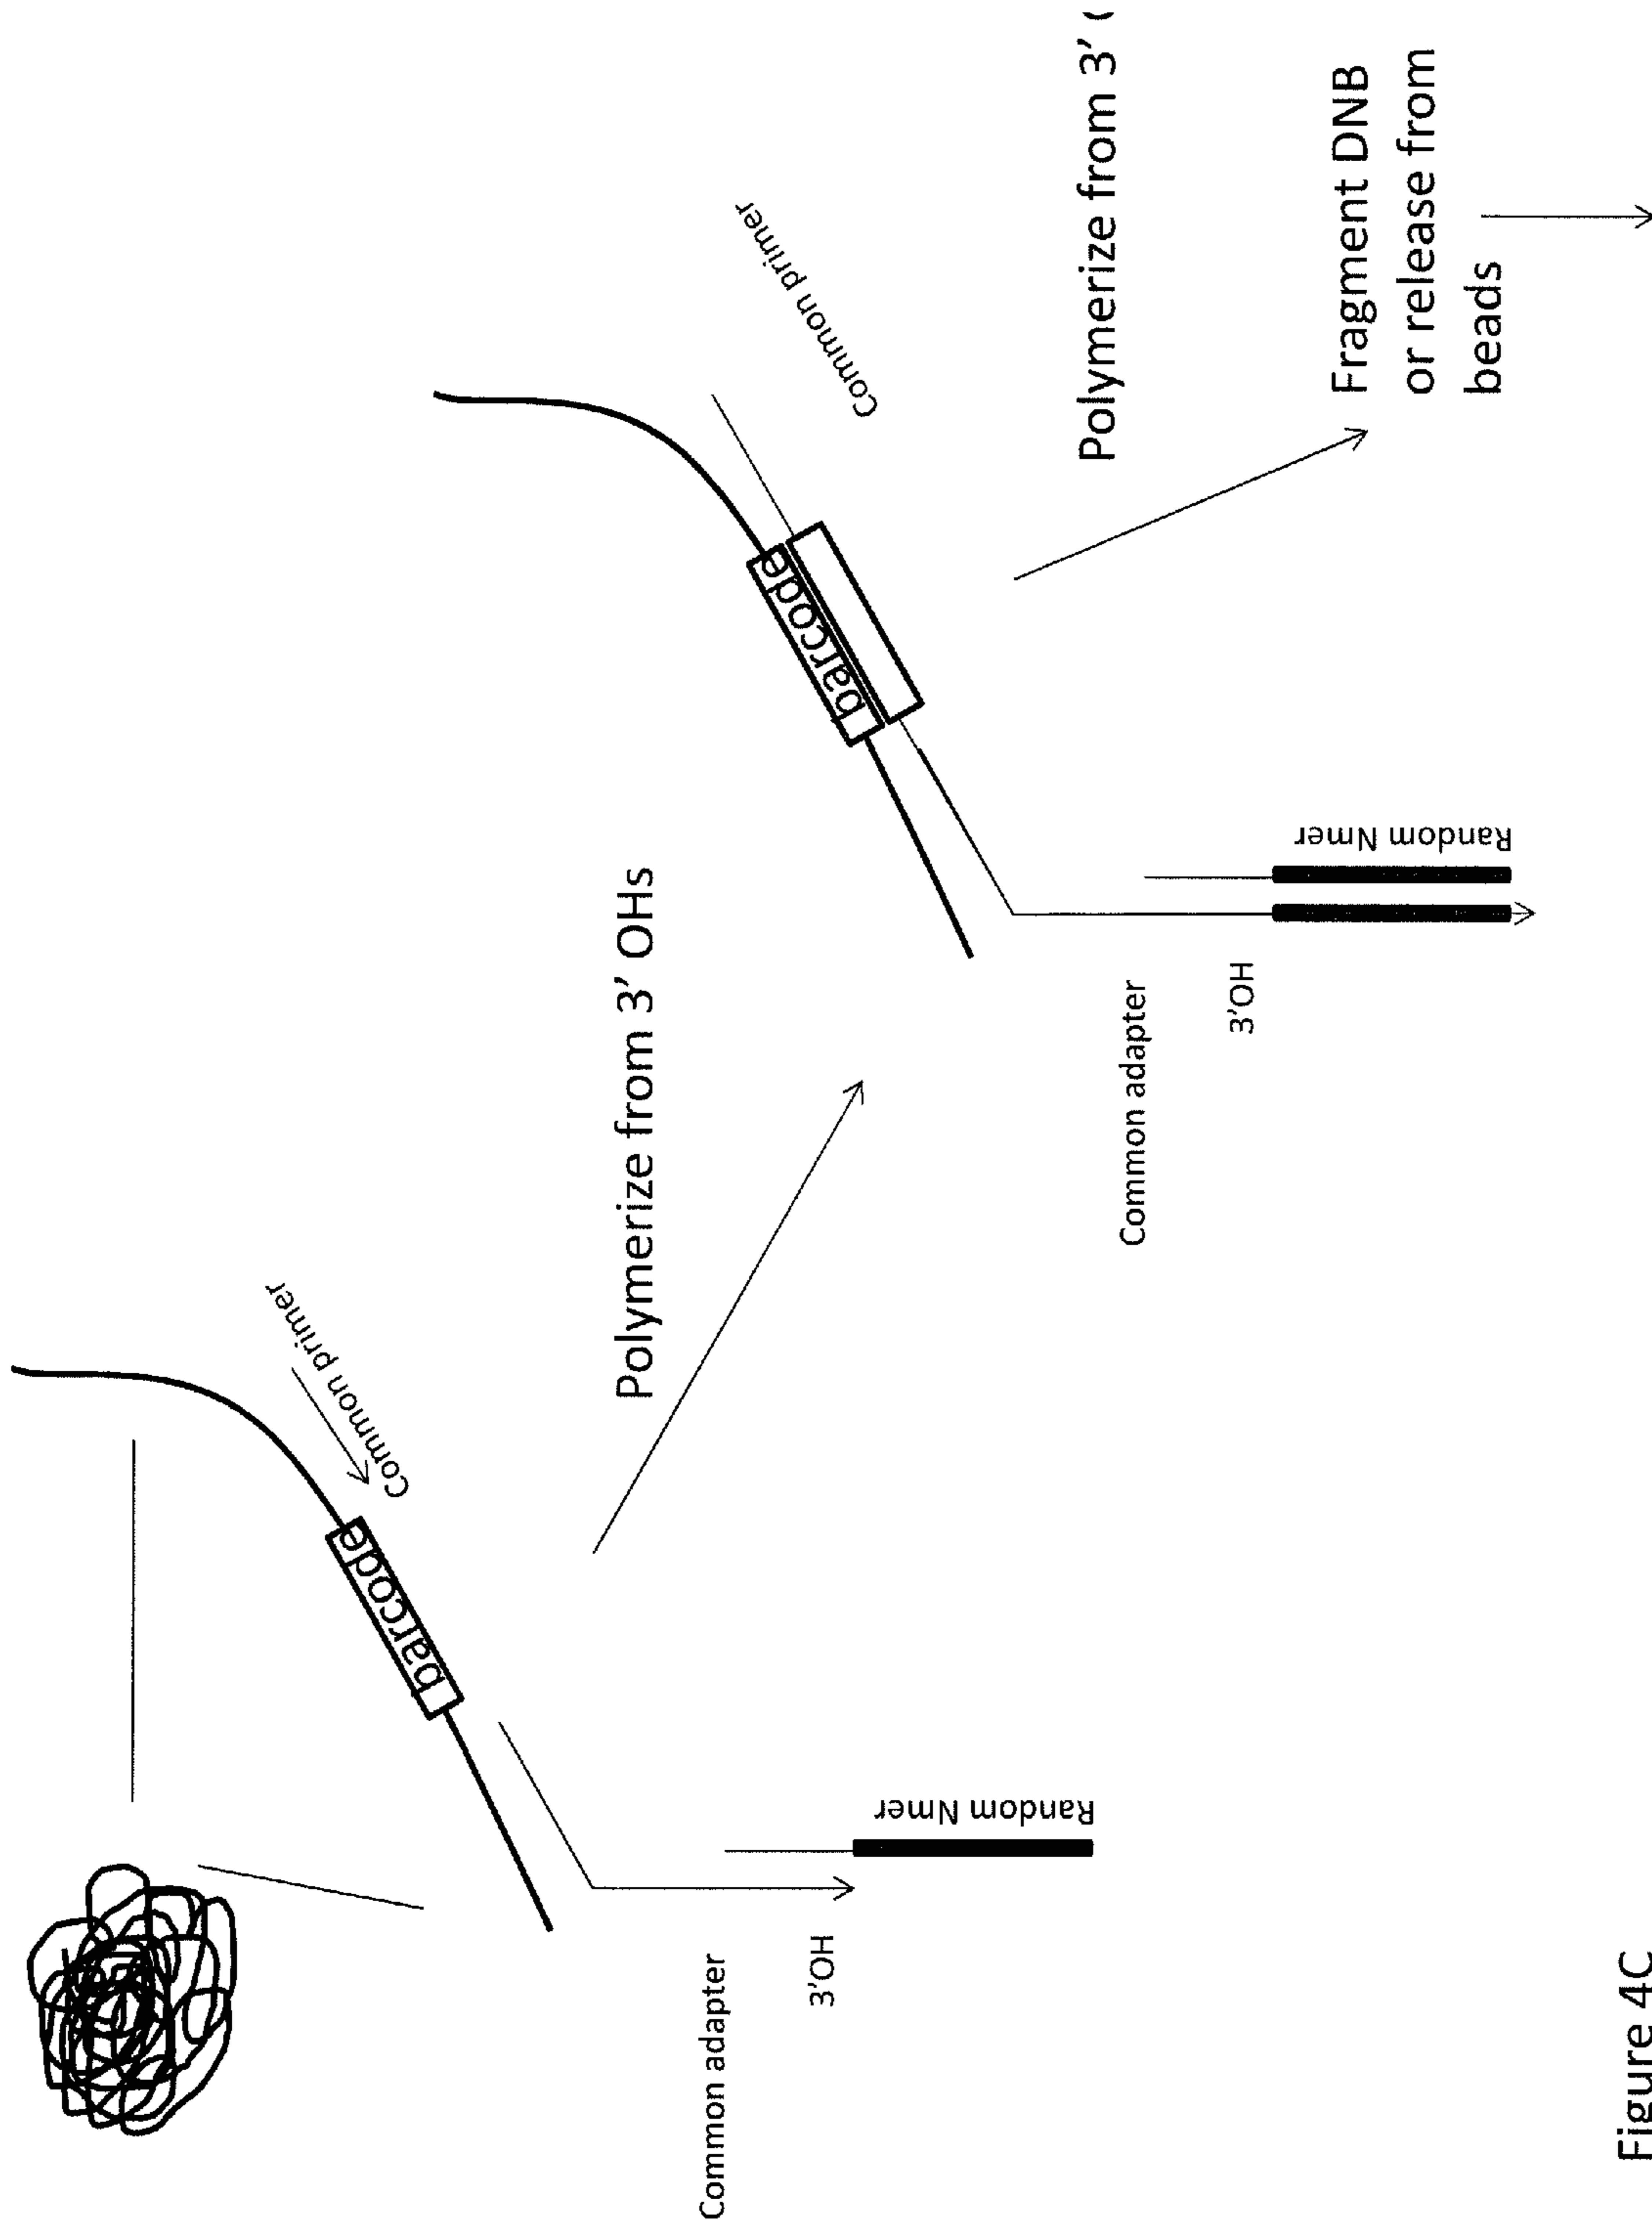 barcode
Common primer
Common adapter
3'OH
Random Nmer
Polymerize from 3' OHs
barcode
Common primer
Common adapter
3'OH
Random Nmer
Polymerize from 3' (
Fragment DNB
or release from
beads
Figure 4C